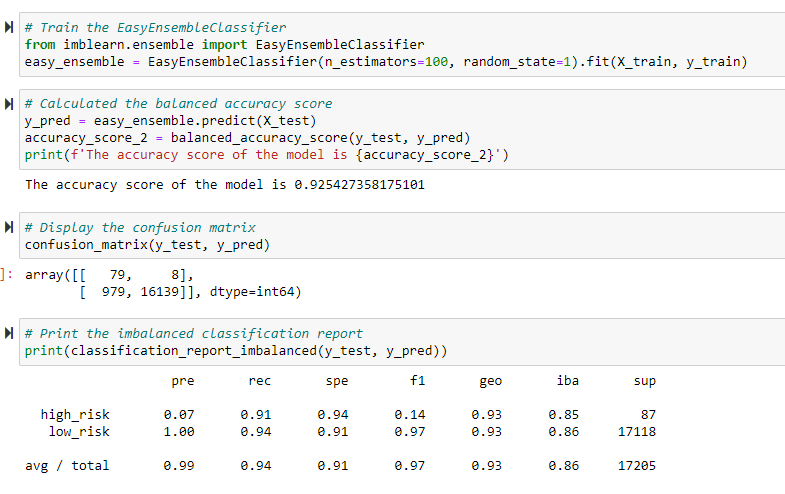 # Train the EasyEnsembleClassifier
from imblearn.ensemble import EasyEnsembleClassifier
easy_ensemble = EasyEnsembleClassifier(n_estimators=100, random_state=1).fit(X_train, y_train)
# Calculated the balanced accuracy score
y_pred = easy_ensemble.predict(X_test)
accuracy_score_2 = balanced_accuracy_score(y_test, y_pred)
print(f'The accuracy score of the model is {accuracy_score_2}')
The accuracy score of the model is 0.925427358175101
# Display the confusion matrix
confusion_matrix(y_test, y_pred)
]: array([[   79,     8],
       [  979, 16139]], dtype=int64)
# Print the imbalanced classification report
print(classification_report_imbalanced(y_test, y_pred))
pre rec spe f1 geo iba sup
high_risk 0.07 0.91 0.94 0.14 0.93 0.85 87
low_risk 1.00 0.94 0.91 0.97 0.93 0.86 17118
avg / total 0.99 0.94 0.91 0.97 0.93 0.86 17205